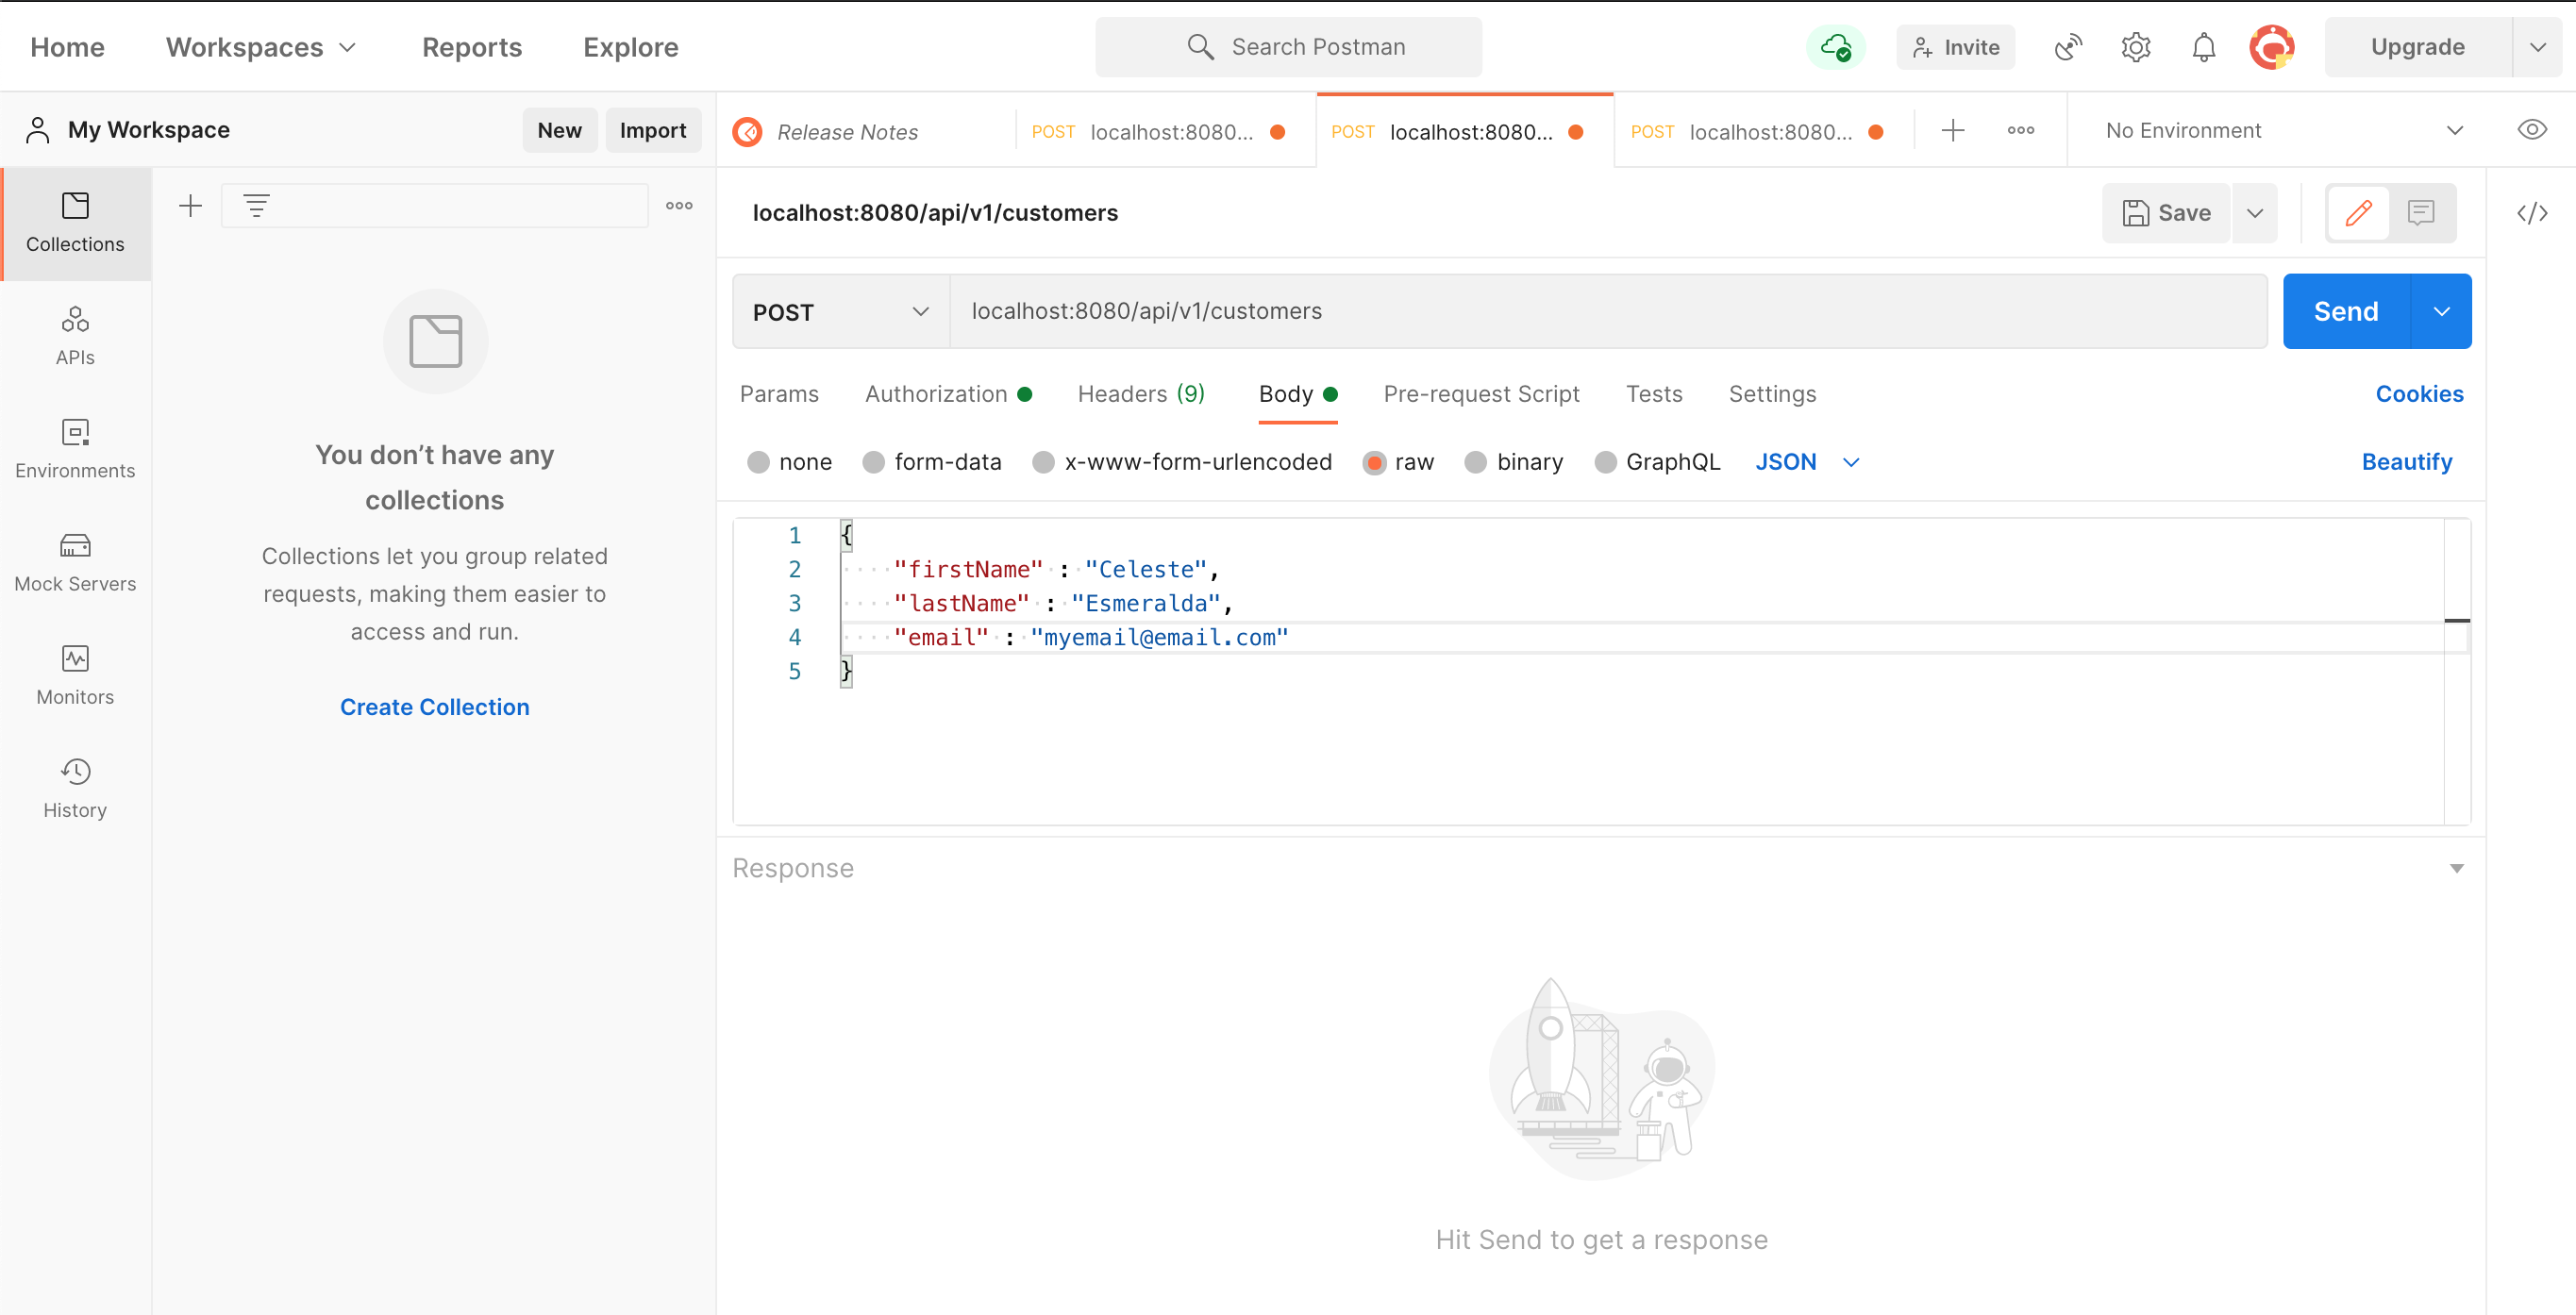 Home Workspaces Reports Explore Search Postman Invite Upgrade
My Workspace New Import Release Notes POST localhost:8080... POST localhost:8080... POST localhost:8080... No Environment
Collections
APIs
Environments
Mock Servers
Monitors
History
You don’t have any
collections
Collections let you group related
requests, making them easier to
access and run.
Create Collection
localhost:8080/api/v1/customers Save
POST localhost:8080/api/v1/customers Send
Params Authorization Headers (9) Body Pre-request Script Tests Settings Cookies
none form-data x-www-form-urlencoded raw binary GraphQL JSON Beautify
1 {
2 "firstName" : "Celeste",
3 "lastName" : "Esmeralda",
4 "email" : "myemail@email.com"
5 }
Response
Hit Send to get a response